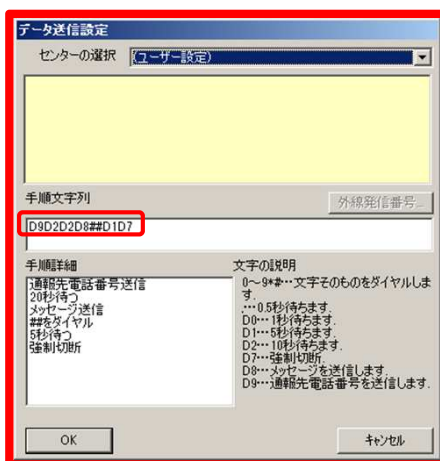 データ送信設定
センターの選択 (ユーザー設定)
手順文字列
外線発信番号...
D9D2D2D8##D1D7
手順詳細
通報先電話番号送信
20秒待つ
メッセージ送信
##をダイヤル
5秒待つ
強制切断
文字の説明
0～9*#…文字そのものをダイヤルしま
す.
,…0.5秒待ちます.
D0…1秒待ちます.
D1…5秒待ちます.
D2…10秒待ちます.
D7…強制切断.
D8…メッセージを送信します.
D9…通報先電話番号を送信します.
OK
キャンセル